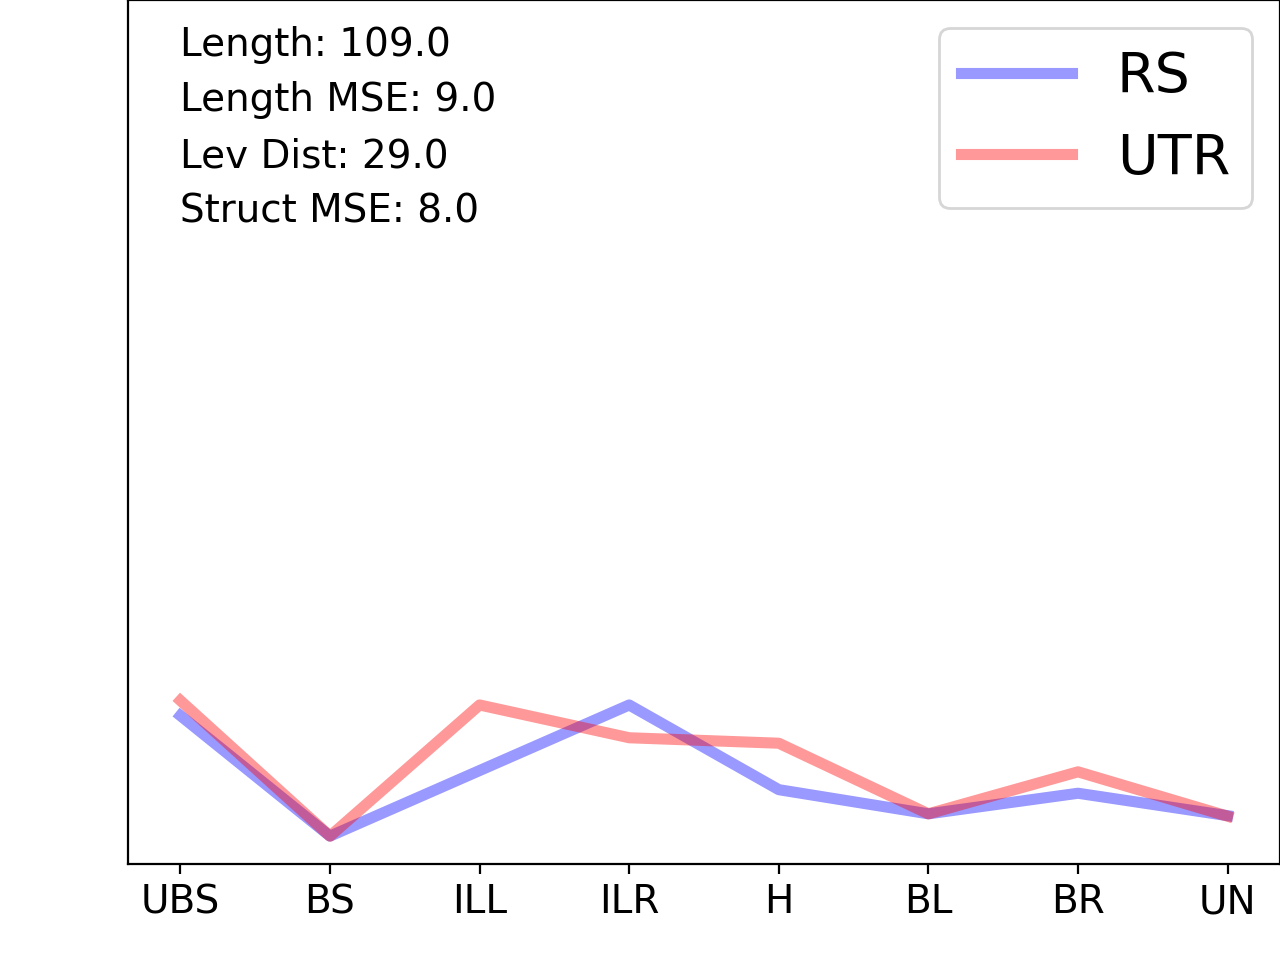 Length: 109.0
Length MSE: 9.0
Lev Dist: 29.0
Struct MSE: 8.0
RS
UTR
UBS BS ILL ILR H BL BR UN